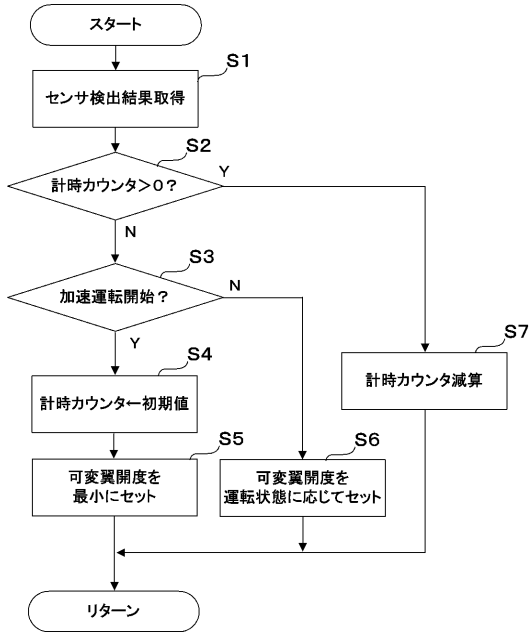 スタート
S1
センサ検出結果取得
S2
計時カウンタ>0?
Y
N
S3
加速運転開始?
N
Y
S4
計時カウンタ←初期値
S7
計時カウンタ減算
S5
可変翼開度を
最小にセット
S6
可変翼開度を
運転状態に応じてセット
リターン